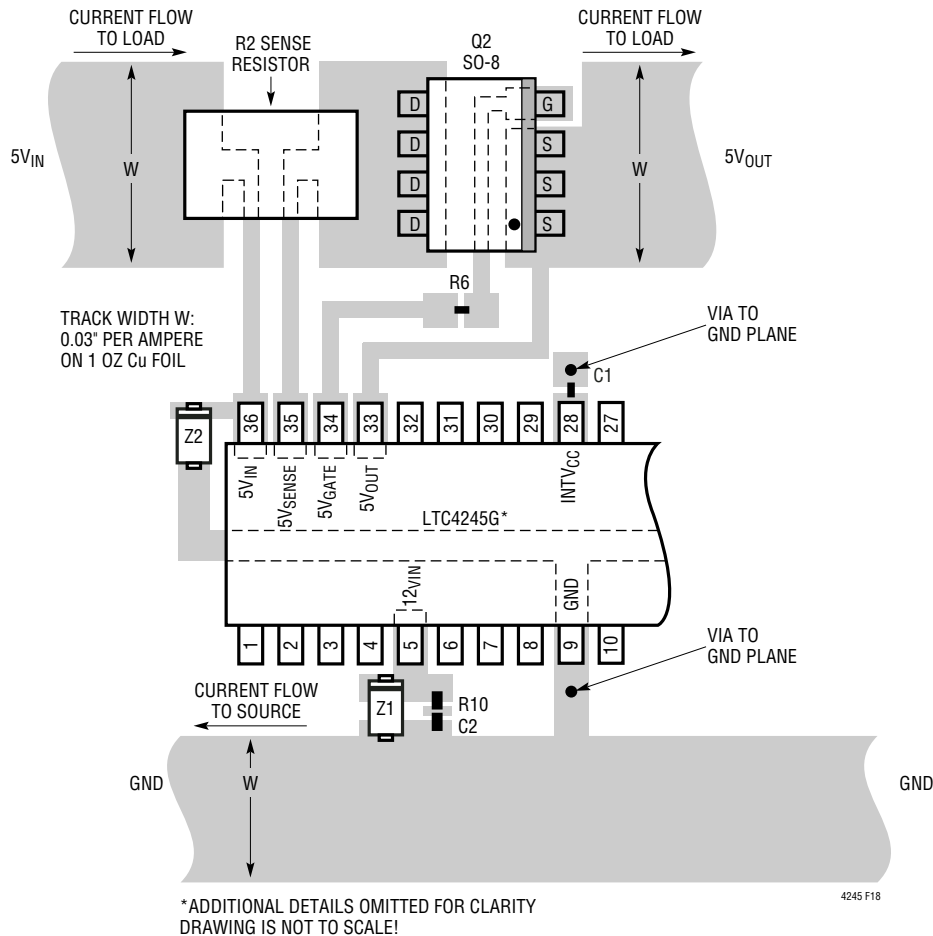 CURRENT FLOW
TO LOAD
R2 SENSE
RESISTOR
Q2
SO-8
CURRENT FLOW
TO LOAD
5VIN
W
D
D
D
D
G
S
S
S
W
5VOUT
R6
TRACK WIDTH W:
0.03" PER AMPERE
ON 1 OZ Cu FOIL
VIA TO
GND PLANE
C1
Z2
36
35
34
33
32
31
30
29
28
27
5VIN
5VSENSE
5VGATE
5VOUT
INTVCC
LTC4245G*
12VIN
GND
1
2
3
4
5
6
7
8
9
10
VIA TO
GND PLANE
CURRENT FLOW
TO SOURCE
Z1
R10
C2
GND
W
GND
*ADDITIONAL DETAILS OMITTED FOR CLARITY
DRAWING IS NOT TO SCALE!
4245 F18